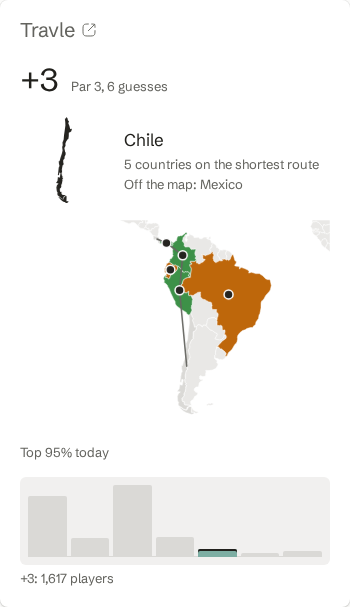 Travle
+3 Par 3, 6 guesses
Chile
5 countries on the shortest route
Off the map: Mexico
Top 95% today
+3: 1,617 players